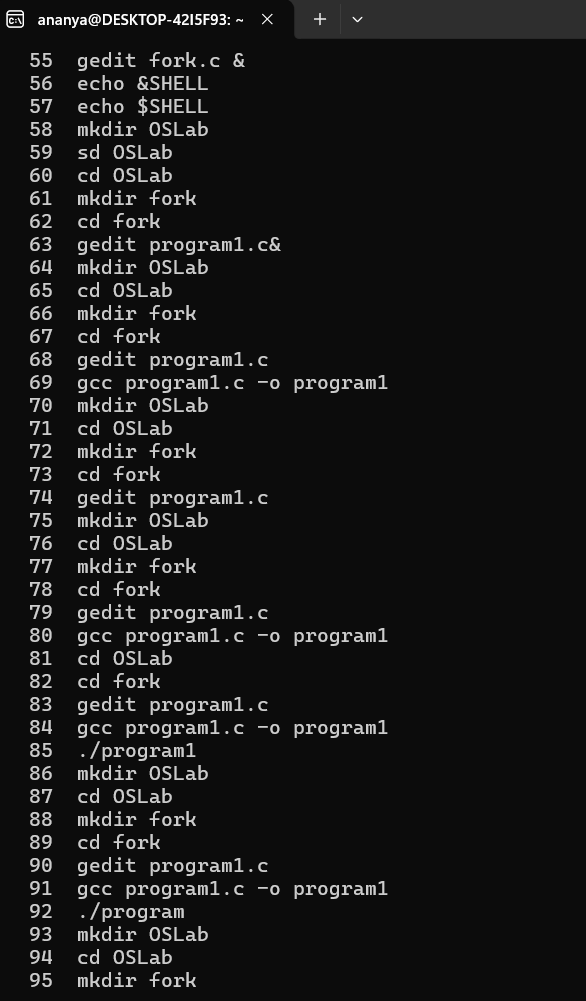 ananya@DESKTOP-42I5F93: ~
55 gedit fork.c &
56 echo &SHELL
57 echo $SHELL
58 mkdir OSLab
59 sd OSLab
60 cd OSLab
61 mkdir fork
62 cd fork
63 gedit program1.c&
64 mkdir OSLab
65 cd OSLab
66 mkdir fork
67 cd fork
68 gedit program1.c
69 gcc program1.c -o program1
70 mkdir OSLab
71 cd OSLab
72 mkdir fork
73 cd fork
74 gedit program1.c
75 mkdir OSLab
76 cd OSLab
77 mkdir fork
78 cd fork
79 gedit program1.c
80 gcc program1.c -o program1
81 cd OSLab
82 cd fork
83 gedit program1.c
84 gcc program1.c -o program1
85 ./program1
86 mkdir OSLab
87 cd OSLab
88 mkdir fork
89 cd fork
90 gedit program1.c
91 gcc program1.c -o program1
92 ./program
93 mkdir OSLab
94 cd OSLab
95 mkdir fork